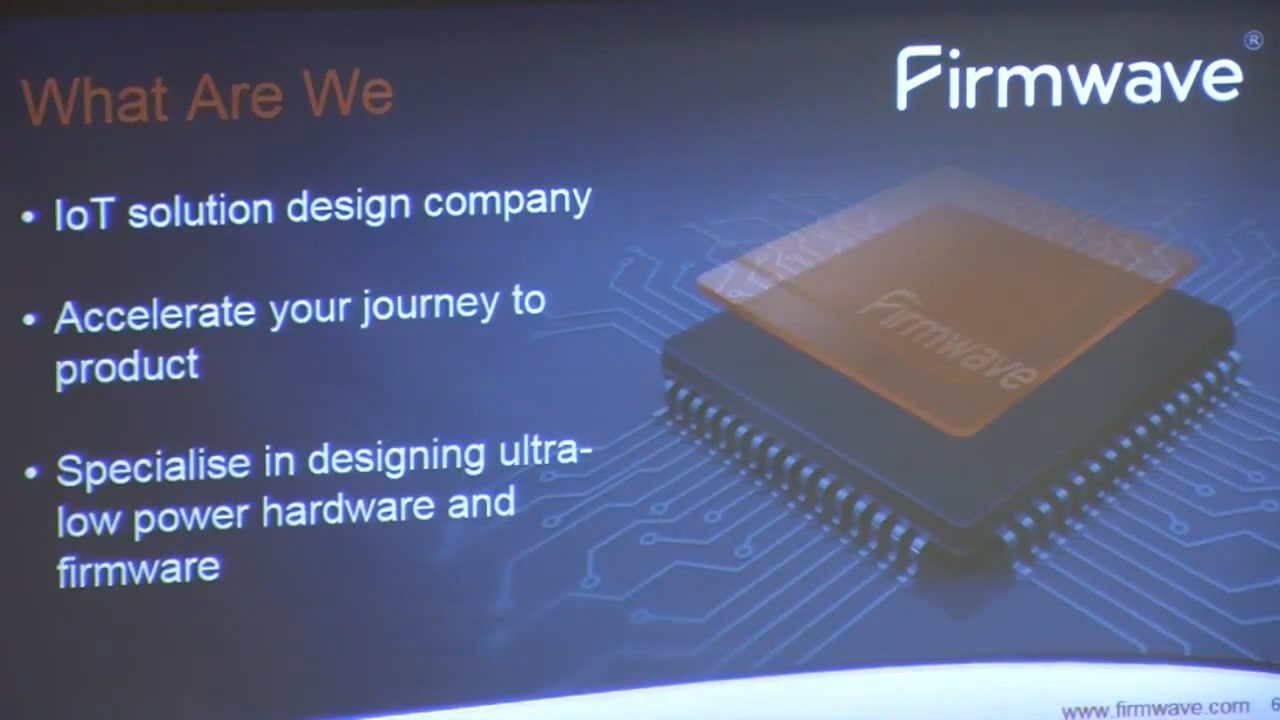 Firmwave®
What Are We
• IoT solution design company
• Accelerate your journey to
product
• Specialise in designing ultra-
low power hardware and
firmware
Firmwave
www.firmwave.com 6